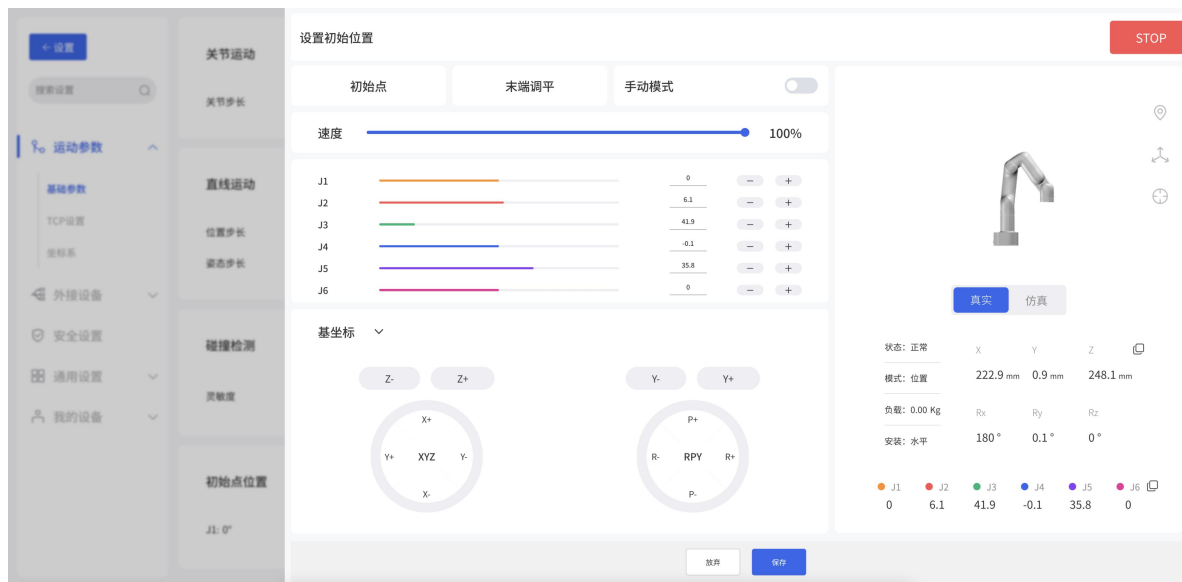 ← 设置
搜索设置
运动参数
基础参数
TCP设置
坐标系
外接设备
安全设置
通用设置
我的设备
关节运动
关节步长
直线运动
位置步长
姿态步长
碰撞检测
灵敏度
初始点位置
J1: 0°
设置初始位置
STOP
初始点 末端调平 手动模式
速度 100%
J1 0 − +
J2 6.1 − +
J3 41.9 − +
J4 -0.1 − +
J5 35.8 − +
J6 0 − +
基坐标
Z- Z+ Y- Y+
X+
Y+ XYZ Y-
X-
P+
R- RPY R+
P-
真实 仿真
状态: 正常
模式: 位置
负载: 0.00 Kg
安装: 水平
X Y Z
222.9 mm 0.9 mm 248.1 mm
Rx Ry Rz
180 ° 0.1 ° 0 °
J1 J2 J3 J4 J5 J6
0 6.1 41.9 -0.1 35.8 0
放弃 保存